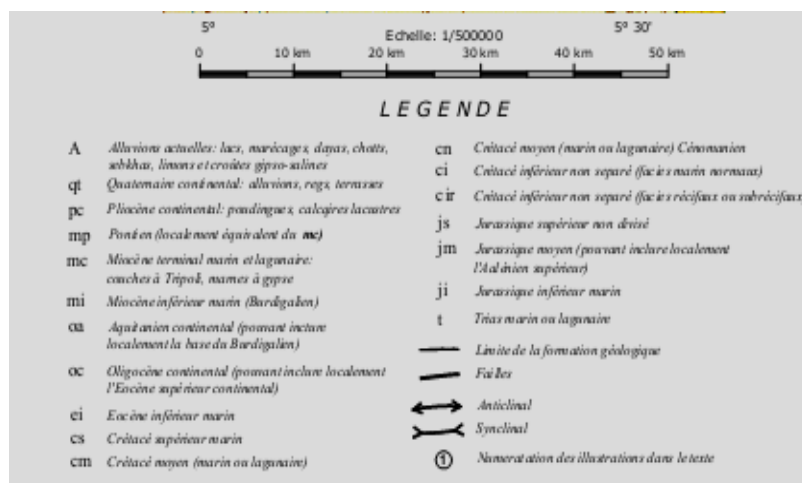 5°
5° 30'
Echelle: 1/500000
0 10 km 20 km 30 km 40 km 50 km
LEGENDE
A Alluvions actuelles: lacs, marécages, dayas, chotts,
sebkhas, limons et croûtes gipso-salines
qt Quaternaire continental: alluvions, regs, terrasses
pc Pliocène continental: poudingues, calcaires lacustres
mp Pontien (localement équivalent du mc)
mc Miocène terminal marin et lagunaire:
couches à Tripoli, marnes à gypse
mi Miocène inférieur marin (Burdigalien)
oa Aquitanien continental (pouvant inclure
localement la base du Burdigalien)
oc Oligocène continental (pouvant inclure localement
l'Eocène supérieur continental)
ei Eocène inférieur marin
cs Crétacé supérieur marin
cm Crétacé moyen (marin ou lagunaire)
cn Crétacé moyen (marin ou lagunaire) Cénomanien
ci Crétacé inférieur non separé (facies marin normaux)
cir Crétacé inférieur non separé (facies récifaux ou subrécifaux)
js Jurassique supérieur non divisé
jm Jurassique moyen (pouvant inclure localement
l'Aalénien supérieur)
ji Jurassique inférieur marin
t Trias marin ou lagunaire
Limite de la formation géologique
Failles
Anticlinal
Synclinal
1 Numeratation des illustrations dans le texte